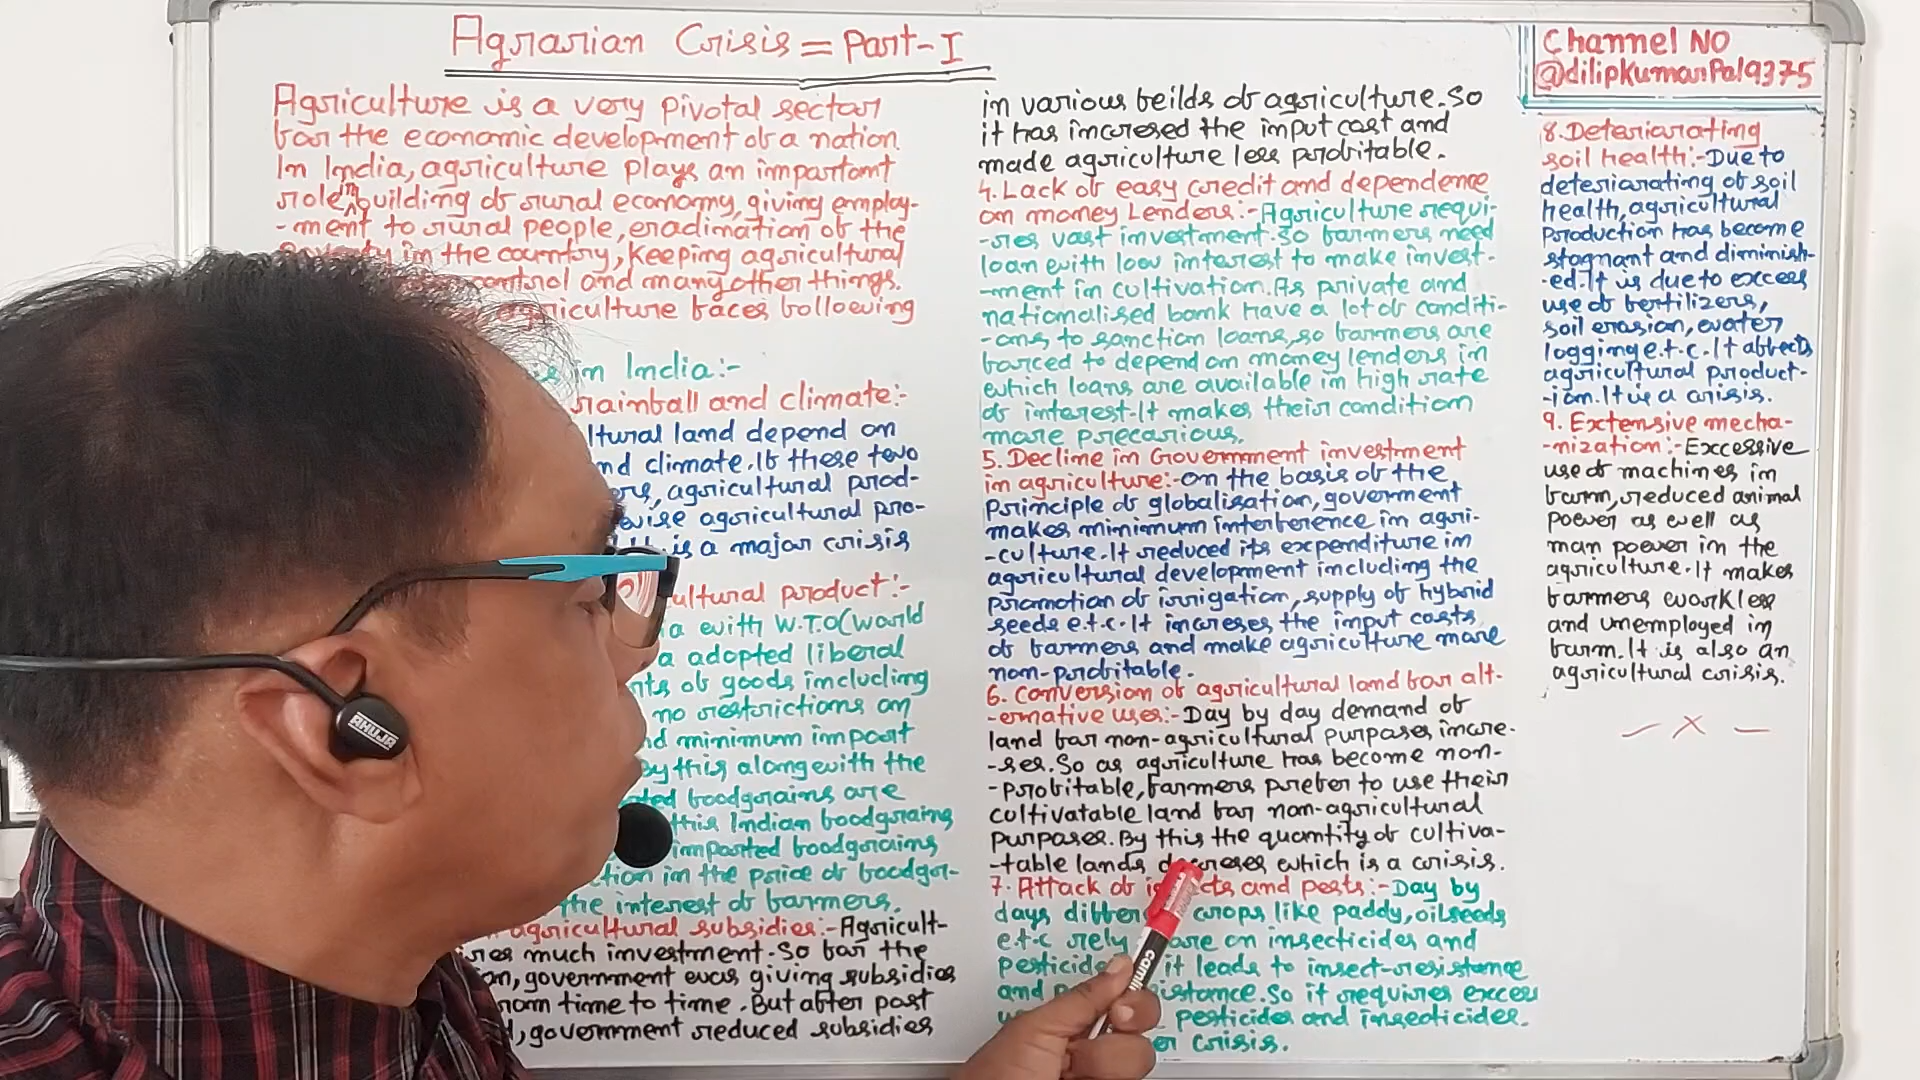 Agrarian Crisis = Part-I
Agriculture is a very pivotal sector
for the economic development of a nation.
In India, agriculture plays an important
role in building of rural economy, giving employ-
-ment to rural people, eradimation of the
in the country, keeping agricultural
control and many other things.
agriculture faces following
in India:-
rainfall and climate:-
ltural land depend on
nd climate. If these two
agricultural prod-
wise agricultural pro-
is a major crisis
ultural product:-
with W.T.O (World
a adopted liberal
nts of goods including
no restrictions on
nd minimum import
By this along with the
ted foodgrains are
this Indian foodgrains
imported foodgrains
ction in the price of foodgr-
the interest of farmers.
agricultural subsidies:- Agricult-
ires much investment. So for the
on, government was giving subsidies
from time to time. But after post
, government reduced subsidies
in various feilds of agriculture. So
it has incresed the input cost and
made agriculture less profitable.
4. Lack of easy credit and dependence
on money Lenders:- Agriculture requi-
-res vast investment. So farmers need
loan with low interest to make invest-
-ment in cultivation. As private and
nationalised bank have a lot of conditi-
-ons to sanction loans, so farmers are
forced to depend on money lenders in
which loans are available in high rate
of interest. It makes their condition
more precarious.
5. Decline in Government investment
in agriculture:- On the basis of the
Principle of globalisation, goverment
makes minimum interference in agri-
-culture. It reduced its expenditure in
agricultural development including the
promotion of irrigation, supply of hybrid
seeds e.t.c. It increses the input costs
of farmers and make agriculture more
non-profitable.
6. Conversion of agricultural land for alt-
-ernative uses:- Day by day demand of
land for non-agricultural purposes incre-
-ses. So as agriculture has become non-
-profitable, farmers prefer to use their
cultivatable land for non-agricultural
purposes. By this the quantity of cultiva-
-table lands decreses which is a crisis.
7. Attack of insects and pests:- Day by
days different crops like paddy, oilseeds
e.t.c rely more on insecticides and
pesticides it leads to insect-resistance
and resistance. So it requires excess
pesticides and insecticides.
crisis.
Channel No
@dilipkumarpal9375
8. Deteriorating
soil health:- Due to
deteriorating of soil
health, agricultural
production has become
stagnant and diminish-
-ed. It is due to excess
use of fertilizers,
soil erosion, water
logging e.t.c. It affects
agricultural product-
-ion. It is a crisis.
9. Extensive mecha-
-nization:- Excessive
use of machines in
farm, reduced animal
power as well as
man power in the
agriculture. It makes
farmers workless
and unemployed in
farm. It is also an
agricultural crisis.
- X -
AHUJA
camlin